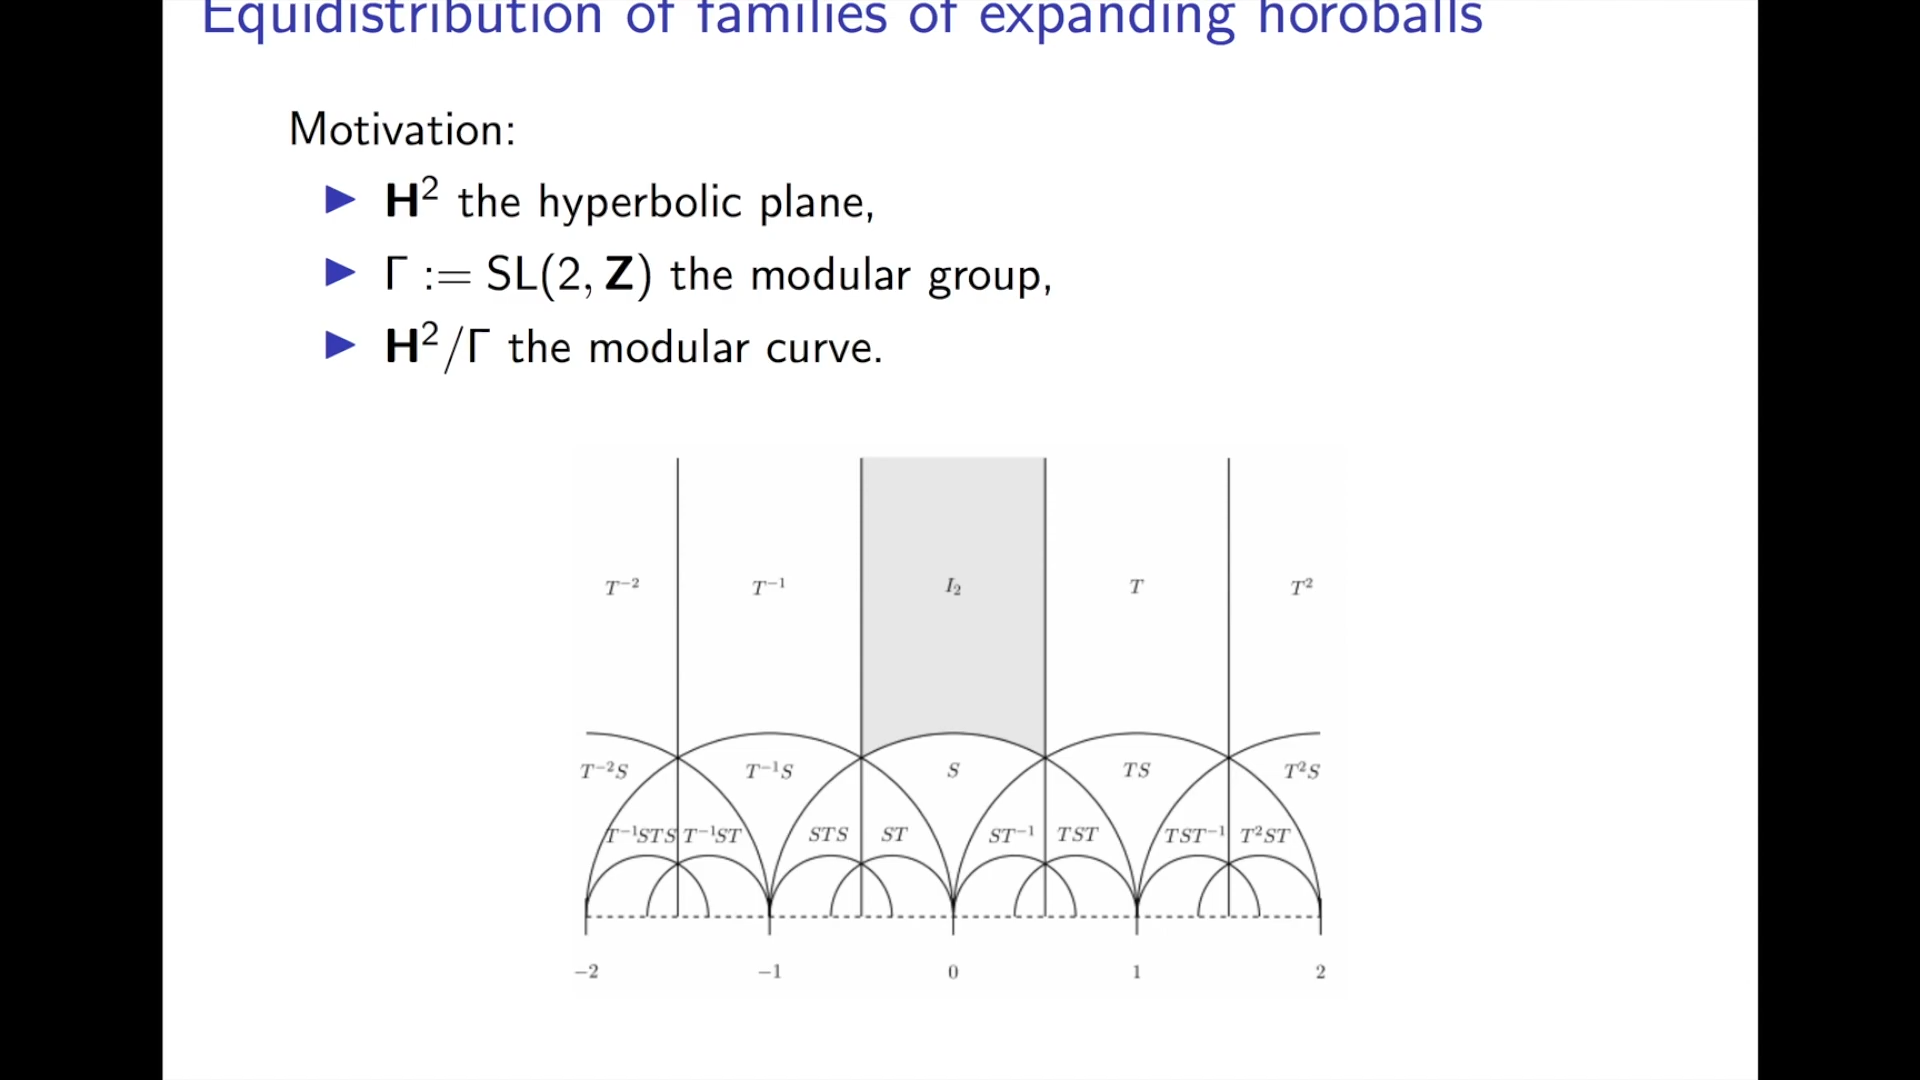 Equidistribution of families of expanding horoballs
Motivation:
▶ H² the hyperbolic plane,
▶ Γ := SL(2, Z) the modular group,
▶ H²/Γ the modular curve.
T⁻² T⁻¹ I₂ T T²
T⁻²S T⁻¹S S TS T²S
T⁻¹STS T⁻¹ST STS ST ST⁻¹ TST TST⁻¹ T²ST
−2 −1 0 1 2